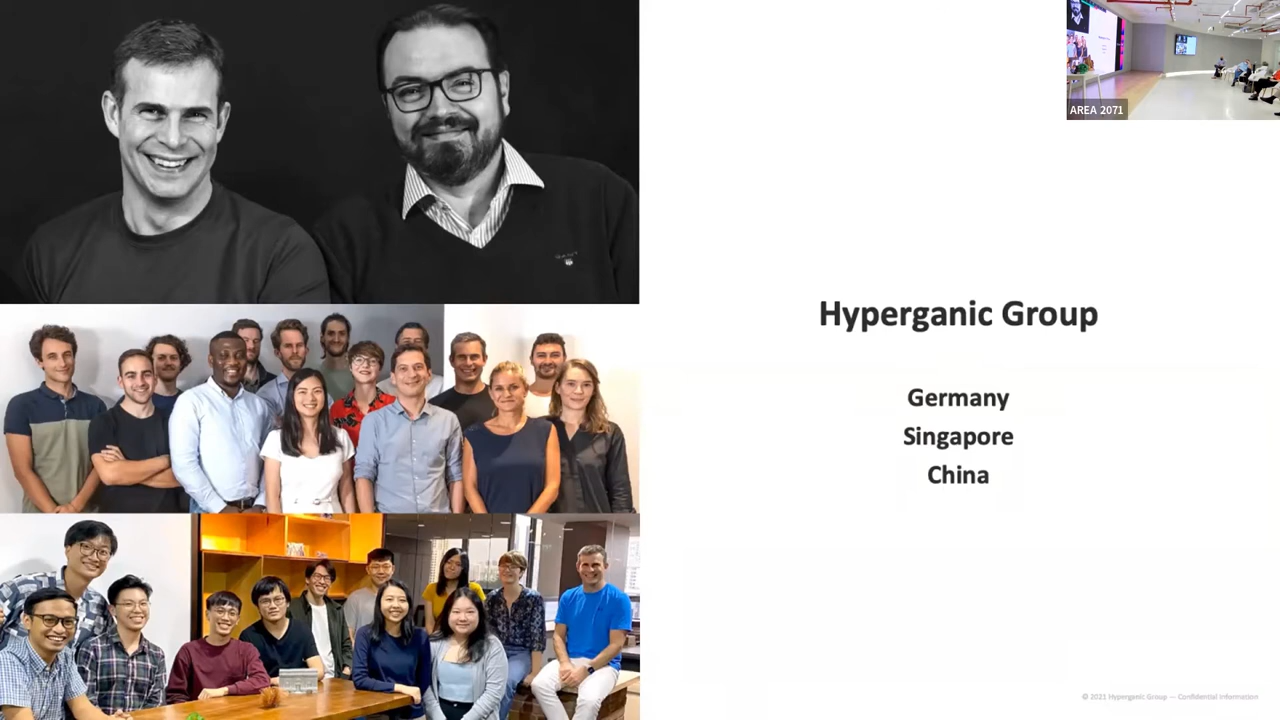 AREA 2071
Hyperganic Group
Germany
Singapore
China
© 2021 Hyperganic Group — Confidential Information